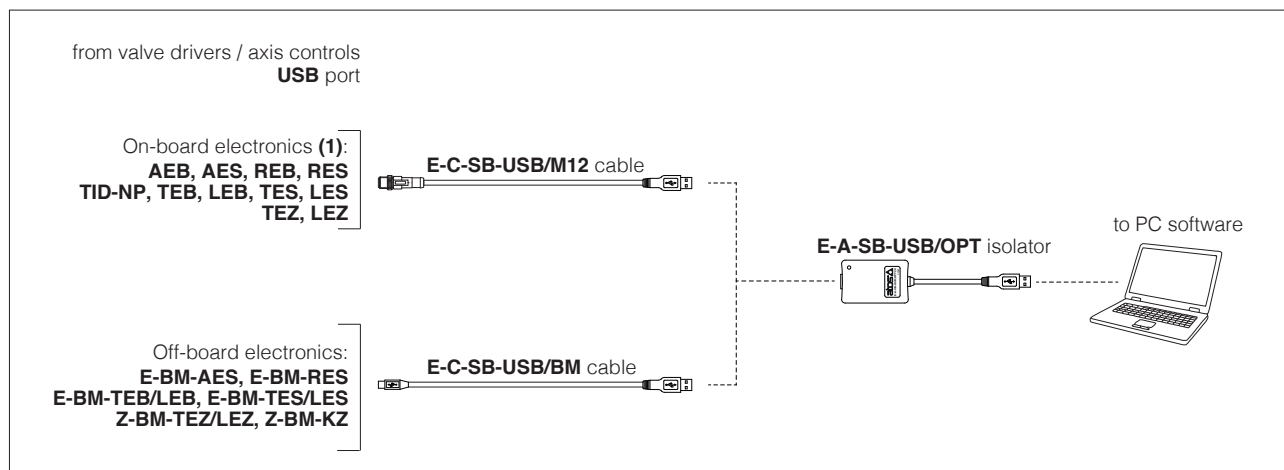 from valve drivers / axis controls
USB port
On-board electronics (1):
AEB, AES, REB, RES
TID-NP, TEB, LEB, TES, LES
TEZ, LEZ
E-C-SB-USB/M12 cable
E-A-SB-USB/OPT isolator
to PC software
Off-board electronics:
E-BM-AES, E-BM-RES
E-BM-TEB/LEB, E-BM-TES/LES
Z-BM-TEZ/LEZ, Z-BM-KZ
E-C-SB-USB/BM cable